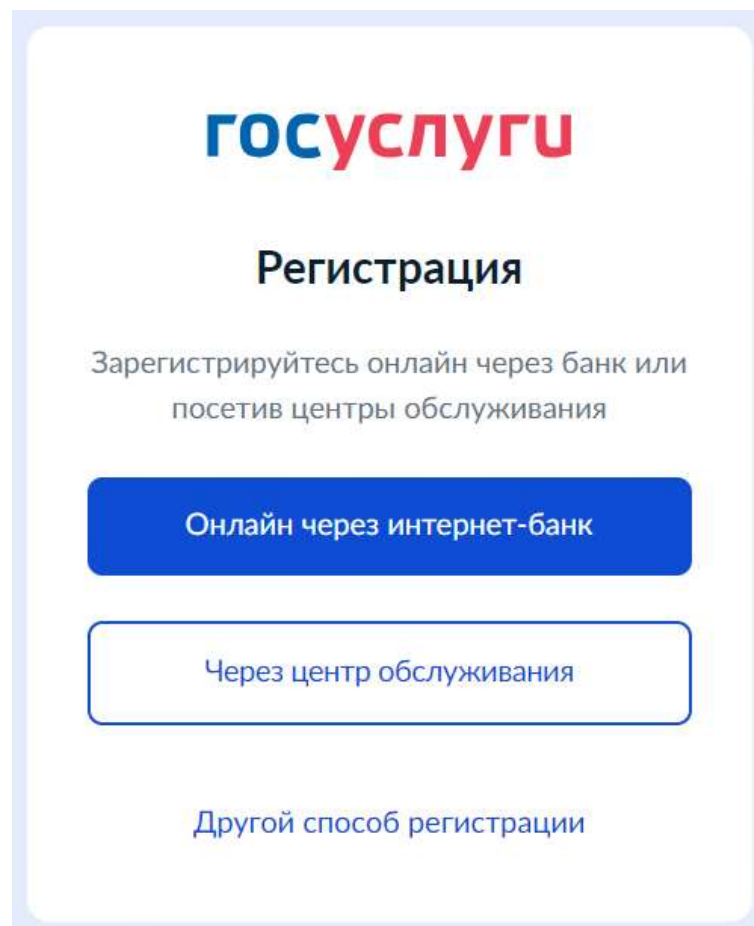 госуслуги
Регистрация
Зарегистрируйтесь онлайн через банк или
посетив центры обслуживания
Онлайн через интернет-банк
Через центр обслуживания
Другой способ регистрации